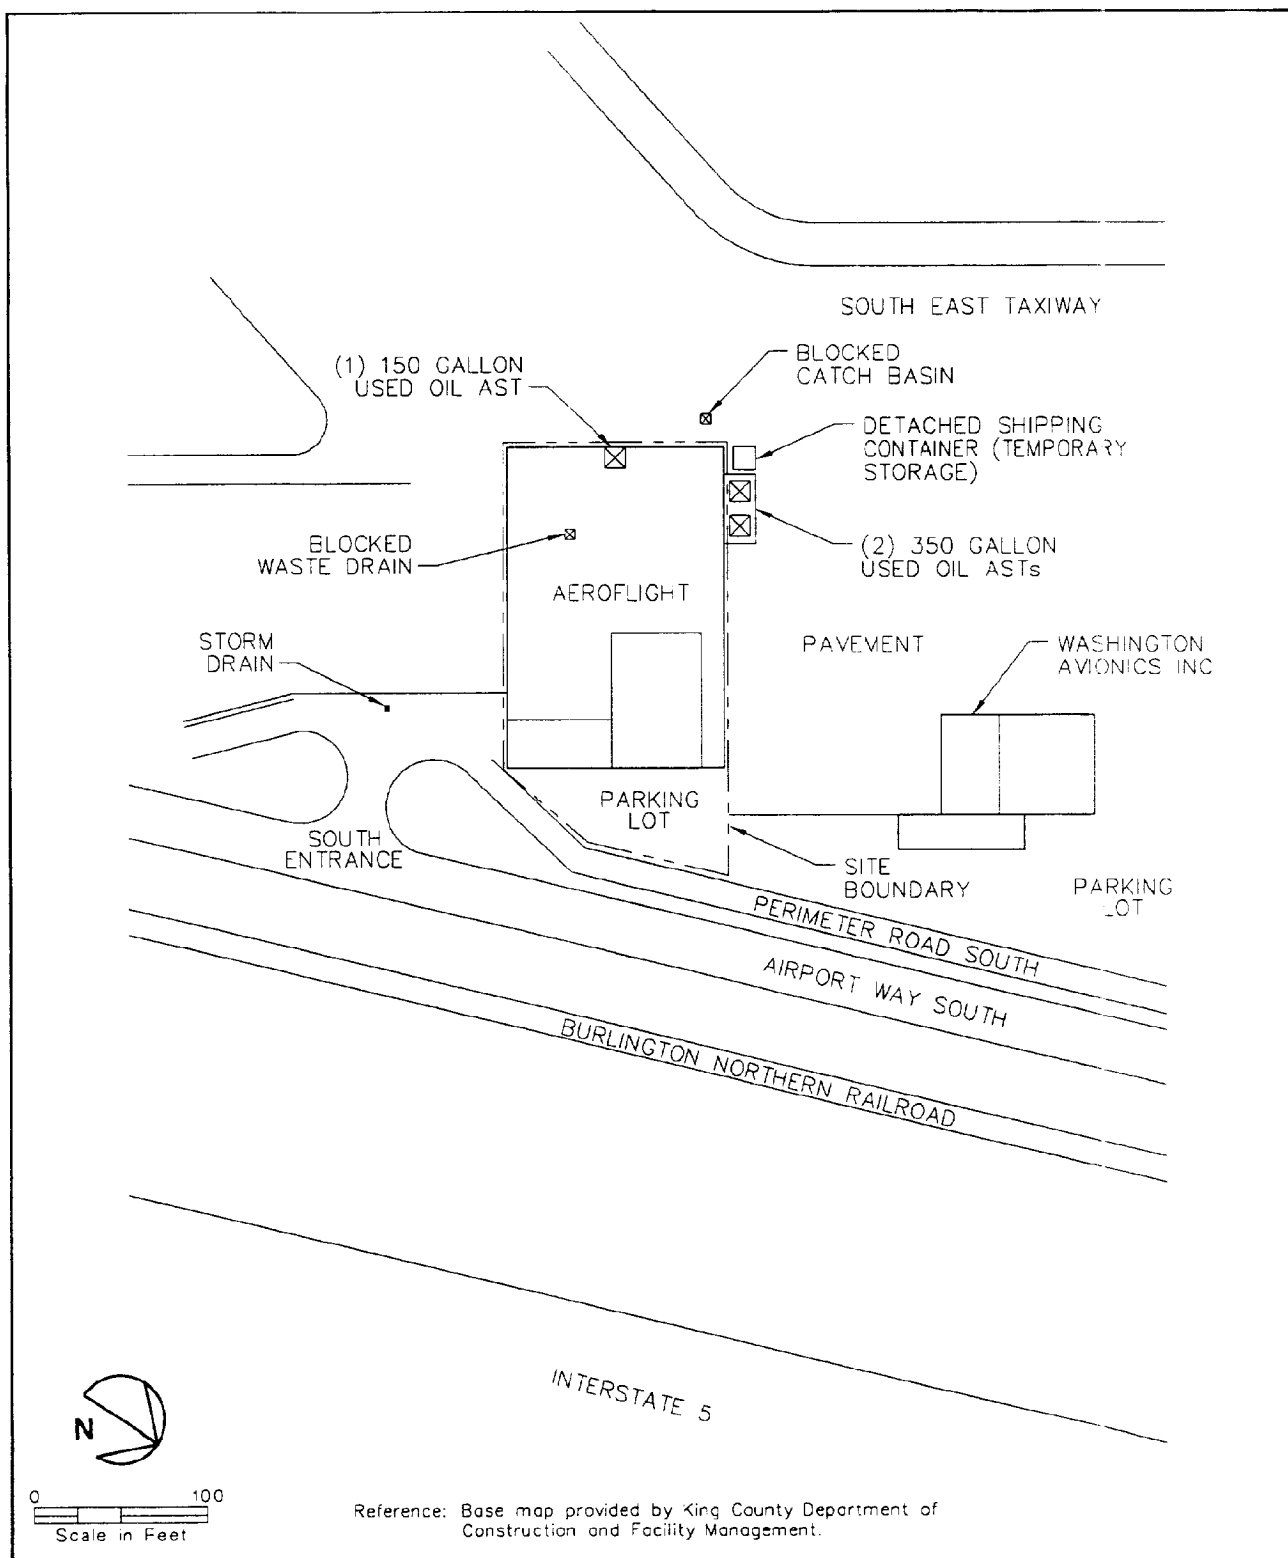 SOUTH EAST TAXIWAY
(1) 150 GALLON
USED OIL AST
BLOCKED
CATCH BASIN
DETACHED SHIPPING
CONTAINER (TEMPORARY
STORAGE)
BLOCKED
WASTE DRAIN
(2) 350 GALLON
USED OIL ASTs
AEROFLIGHT
STORM
DRAIN
PAVEMENT
WASHINGTON
AVIONICS INC
PARKING
LOT
SOUTH
ENTRANCE
SITE
BOUNDARY
PARKING
LOT
PERIMETER ROAD SOUTH
AIRPORT WAY SOUTH
BURLINGTON NORTHERN RAILROAD
INTERSTATE 5
N
0 100
Scale in Feet
Reference: Base map provided by King County Department of
Construction and Facility Management.